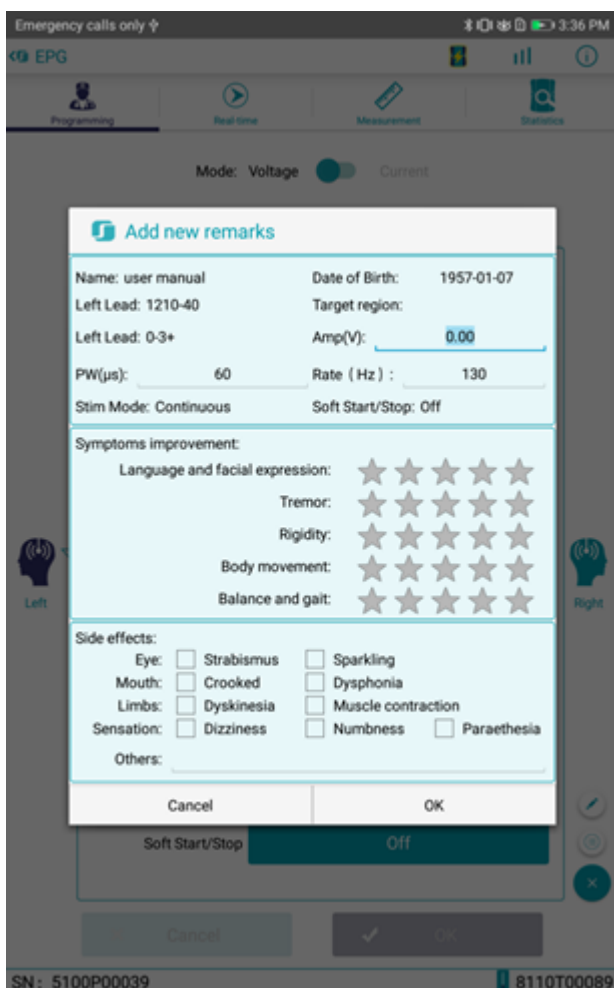 Emergency calls only 3:36 PM
EPG
Programming Real-time Measurement Statistics
Mode: Voltage Current
Add new remarks
Name: user manual Date of Birth: 1957-01-07
Left Lead: 1210-40 Target region:
Left Lead: 0-3+ Amp(V): 0.00
PW(μs): 60 Rate ( Hz ) : 130
Stim Mode: Continuous Soft Start/Stop: Off
Symptoms improvement:
Language and facial expression:
Tremor:
Rigidity:
Body movement:
Left Right
Balance and gait:
Side effects:
Eye: Strabismus Sparkling
Mouth: Crooked Dysphonia
Limbs: Dyskinesia Muscle contraction
Sensation: Dizziness Numbness Paraethesia
Others:
Cancel OK
Soft Start/Stop Off
Cancel OK
SN: 5100P00039 8110T00089